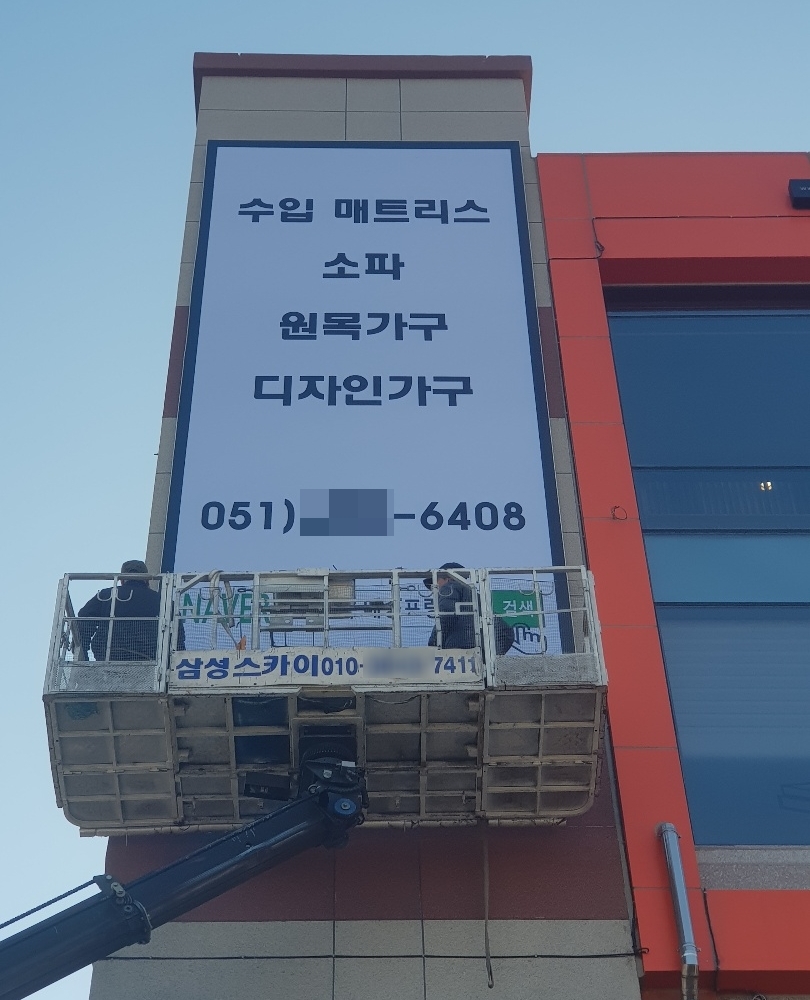 수입 매트리스
소파
원목가구
디자인가구
051) -6408
NAVER
검색
삼성스카이010- 7411